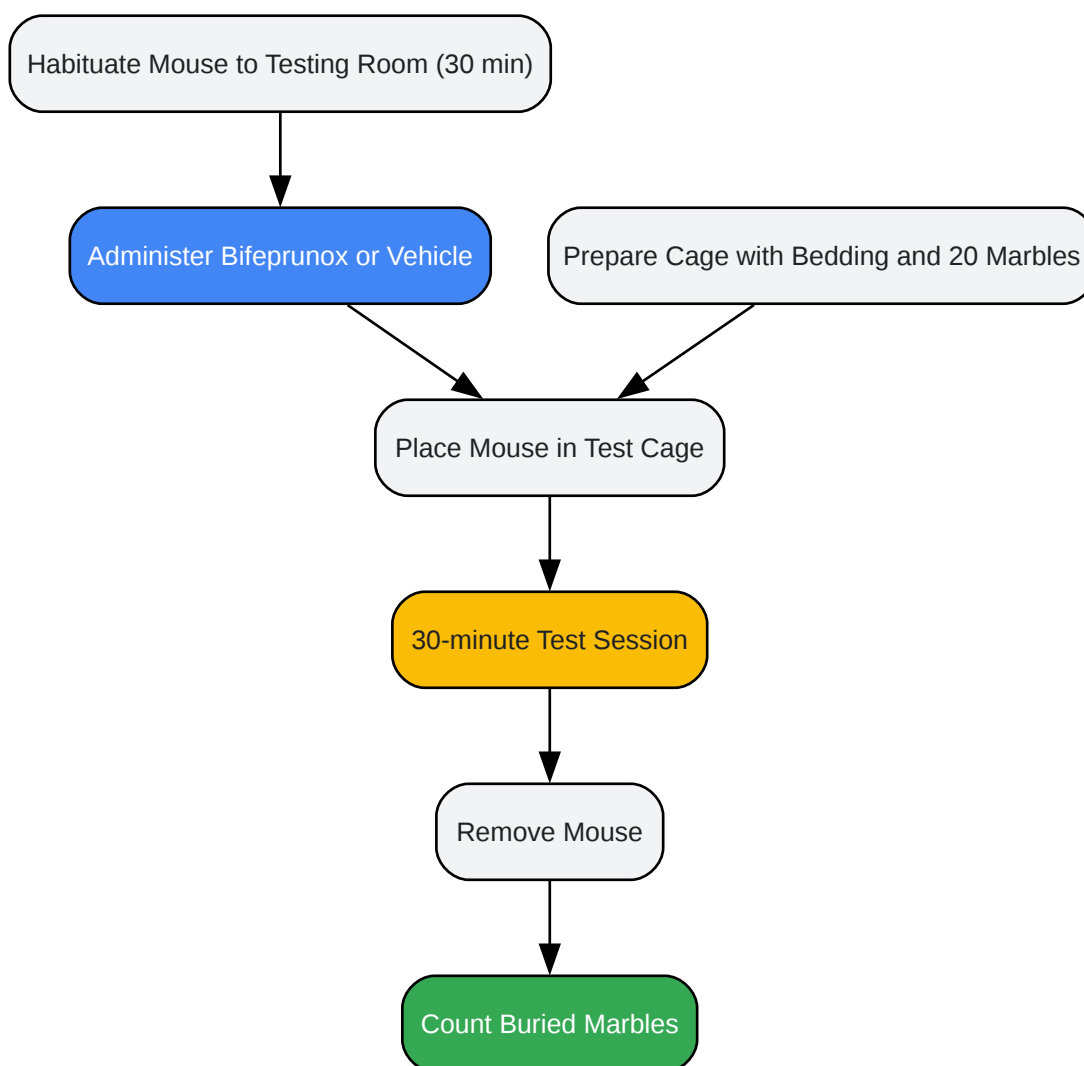 Habituate Mouse to Testing Room (30 min)
Administer Bifeprunox or Vehicle
Prepare Cage with Bedding and 20 Marbles
Place Mouse in Test Cage
30-minute Test Session
Remove Mouse
Count Buried Marbles